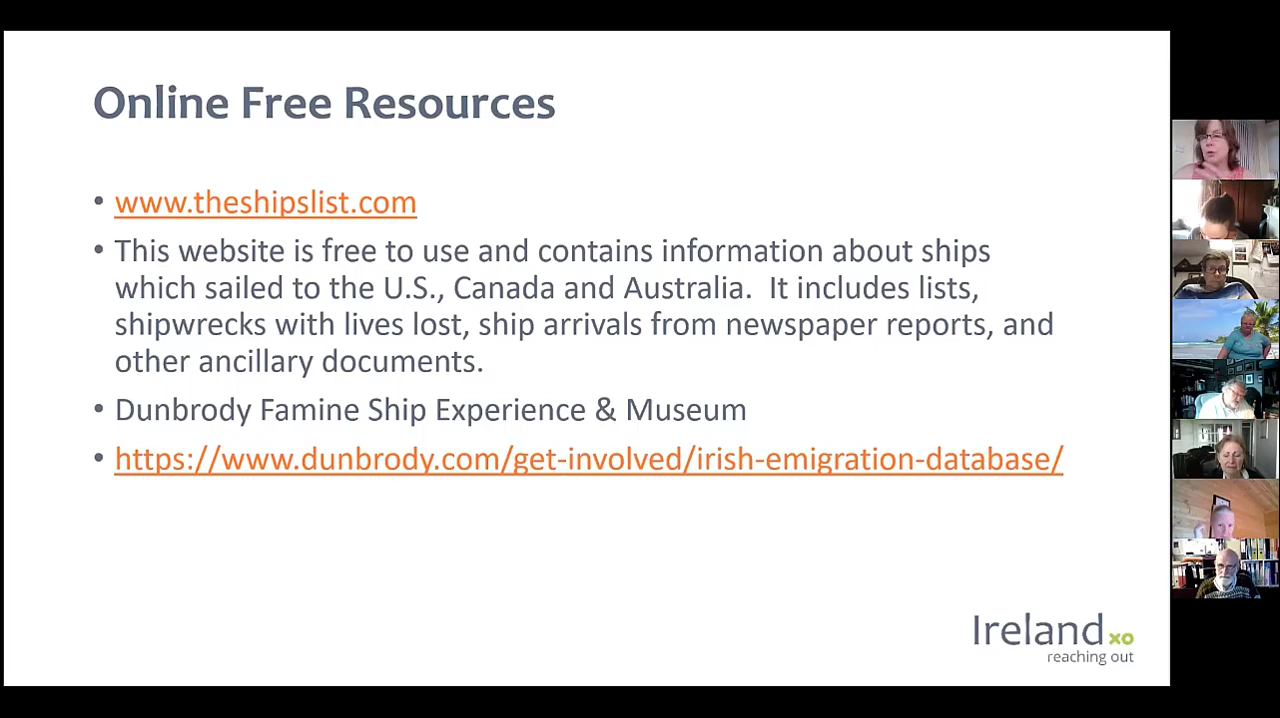 Online Free Resources
• www.theshipslist.com
• This website is free to use and contains information about ships
which sailed to the U.S., Canada and Australia.  It includes lists,
shipwrecks with lives lost, ship arrivals from newspaper reports, and
other ancillary documents.
• Dunbrody Famine Ship Experience & Museum
• https://www.dunbrody.com/get-involved/irish-emigration-database/
Ireland xo
reaching out